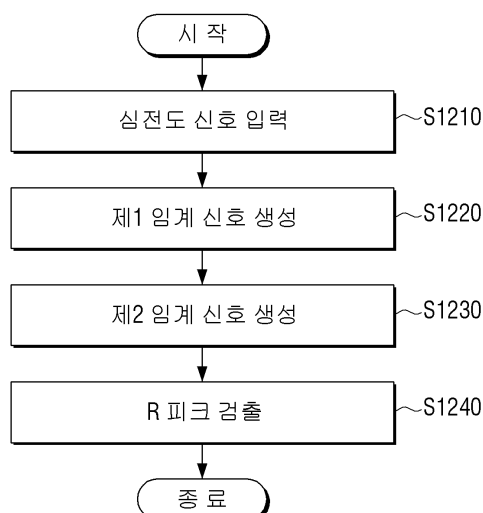 시 작
심전도 신호 입력
S1210
제1 임계 신호 생성
S1220
제2 임계 신호 생성
S1230
R 피크 검출
S1240
종 료